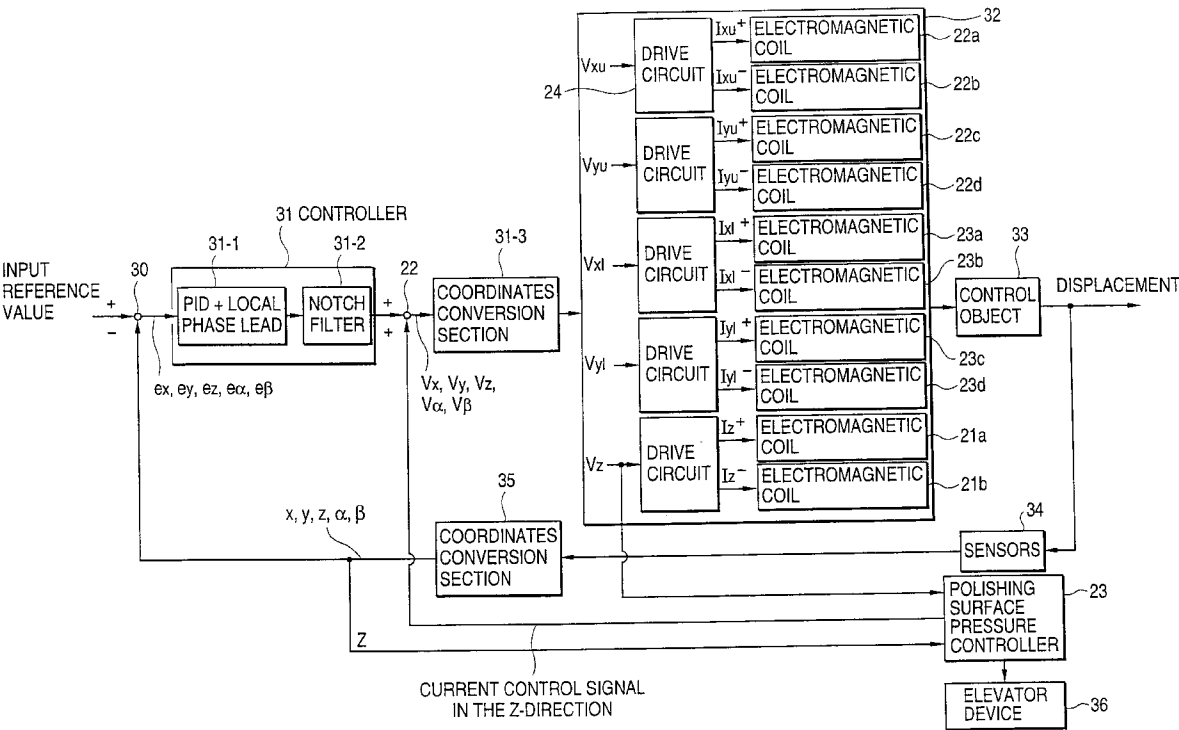 INPUT
REFERENCE
VALUE
+
−
30
ex, ey, ez, eα, eβ
31 CONTROLLER
31-1
PID + LOCAL
PHASE LEAD
31-2
NOTCH
FILTER
+
+
22
Vx, Vy, Vz,
Vα, Vβ
31-3
COORDINATES
CONVERSION
SECTION
32
Vxu
24
DRIVE
CIRCUIT
Ixu+
ELECTROMAGNETIC
COIL
22a
Ixu−
ELECTROMAGNETIC
COIL
22b
Vyu
DRIVE
CIRCUIT
Iyu+
ELECTROMAGNETIC
COIL
22c
Iyu−
ELECTROMAGNETIC
COIL
22d
Vxl
DRIVE
CIRCUIT
Ixl+
ELECTROMAGNETIC
COIL
23a
Ixl−
ELECTROMAGNETIC
COIL
23b
Vyl
DRIVE
CIRCUIT
Iyl+
ELECTROMAGNETIC
COIL
23c
Iyl−
ELECTROMAGNETIC
COIL
23d
Vz
DRIVE
CIRCUIT
Iz+
ELECTROMAGNETIC
COIL
21a
Iz−
ELECTROMAGNETIC
COIL
21b
33
CONTROL
OBJECT
DISPLACEMENT
34
SENSORS
35
COORDINATES
CONVERSION
SECTION
x, y, z, α, β
Z
23
POLISHING
SURFACE
PRESSURE
CONTROLLER
CURRENT CONTROL SIGNAL
IN THE Z-DIRECTION
ELEVATOR
DEVICE
36